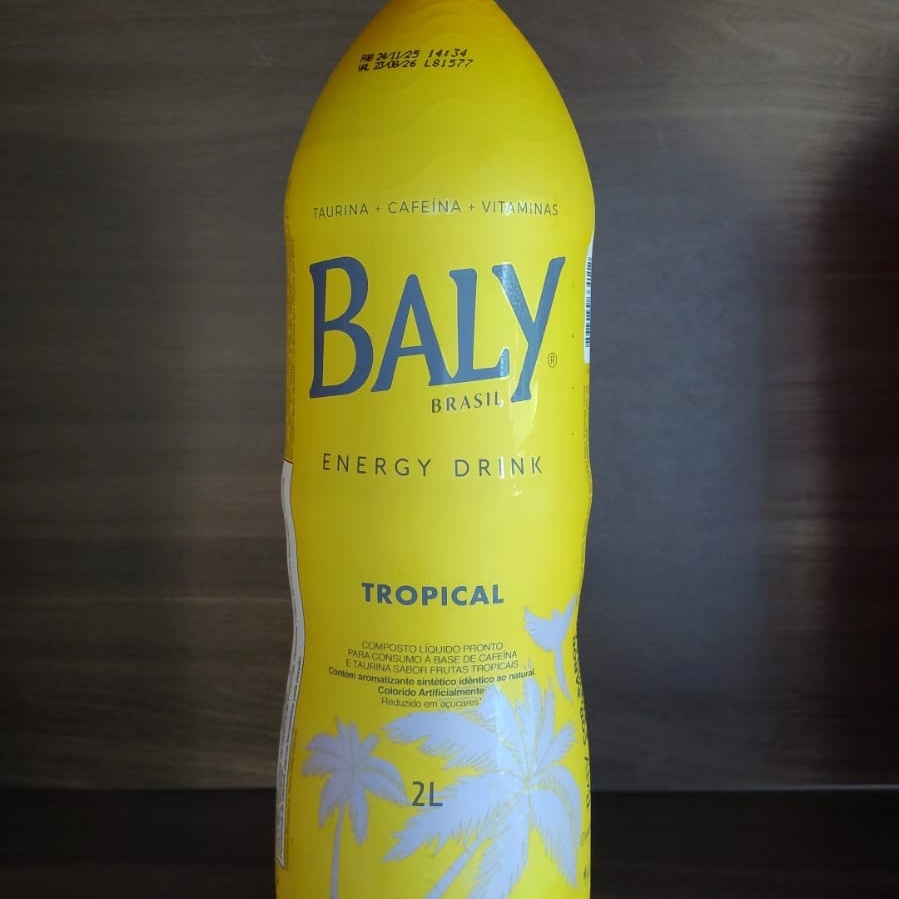 FAB 24/11/25 14:34
VAL 23/08/26 L81577
TAURINA + CAFEÍNA + VITAMINAS
BALY®
BRASIL
ENERGY DRINK
TROPICAL
COMPOSTO LÍQUIDO PRONTO
PARA CONSUMO À BASE DE CAFEÍNA
E TAURINA SABOR FRUTAS TROPICAIS
Contém aromatizante sintético idêntico ao natural.
Colorido Artificialmente
Reduzido em açúcares*
2L